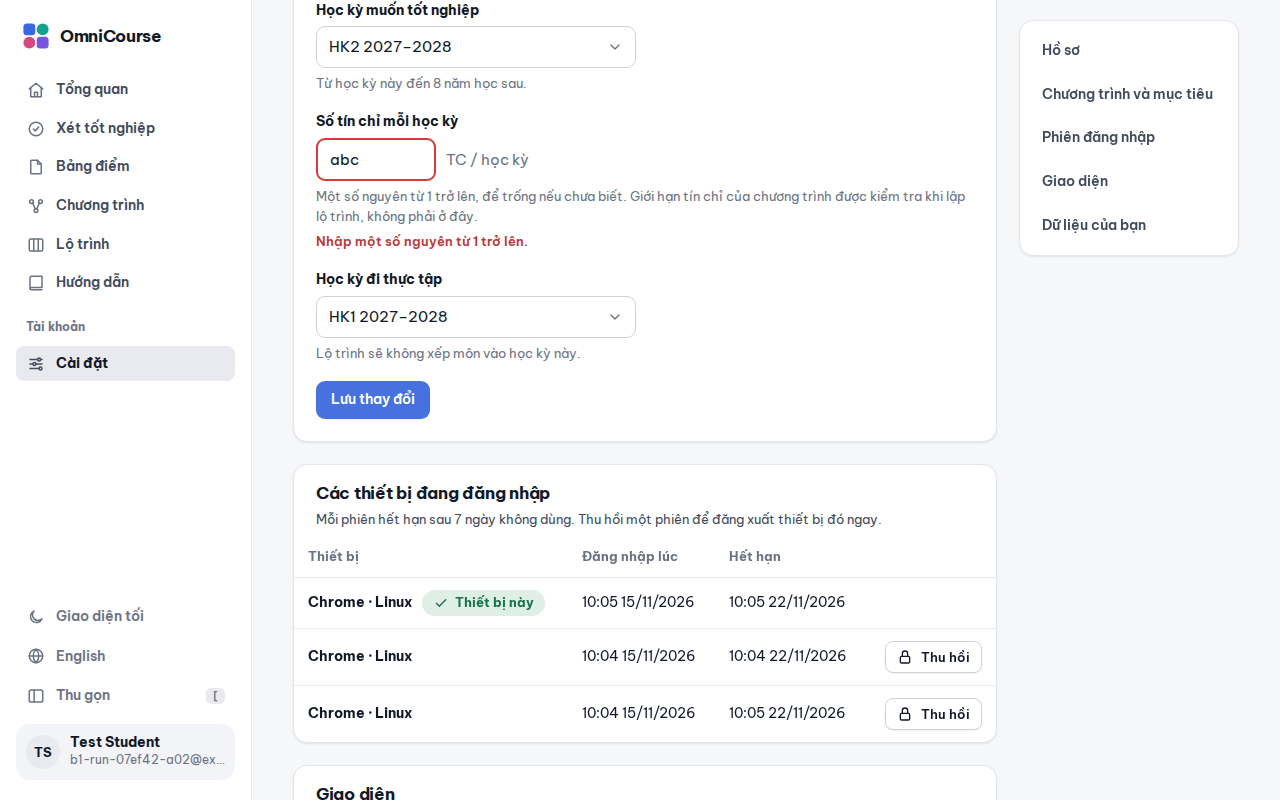 OmniCourse
Tổng quan
Xét tốt nghiệp
Bảng điểm
Chương trình
Lộ trình
Hướng dẫn
Tài khoản
Cài đặt
Giao diện tối
English
Thu gọn
[
TS
Test Student
b1-run-07ef42-a02@ex...
Học kỳ muốn tốt nghiệp
HK2 2027–2028
Từ học kỳ này đến 8 năm học sau.
Số tín chỉ mỗi học kỳ
abc
TC / học kỳ
Một số nguyên từ 1 trở lên, để trống nếu chưa biết. Giới hạn tín chỉ của chương trình được kiểm tra khi lập
lộ trình, không phải ở đây.
Nhập một số nguyên từ 1 trở lên.
Học kỳ đi thực tập
HK1 2027–2028
Lộ trình sẽ không xếp môn vào học kỳ này.
Lưu thay đổi
Các thiết bị đang đăng nhập
Mỗi phiên hết hạn sau 7 ngày không dùng. Thu hồi một phiên để đăng xuất thiết bị đó ngay.
Thiết bị Đăng nhập lúc Hết hạn
Chrome · Linux Thiết bị này 10:05 15/11/2026 10:05 22/11/2026
Chrome · Linux 10:04 15/11/2026 10:04 22/11/2026 Thu hồi
Chrome · Linux 10:04 15/11/2026 10:05 22/11/2026 Thu hồi
Giao diện
Hồ sơ
Chương trình và mục tiêu
Phiên đăng nhập
Giao diện
Dữ liệu của bạn